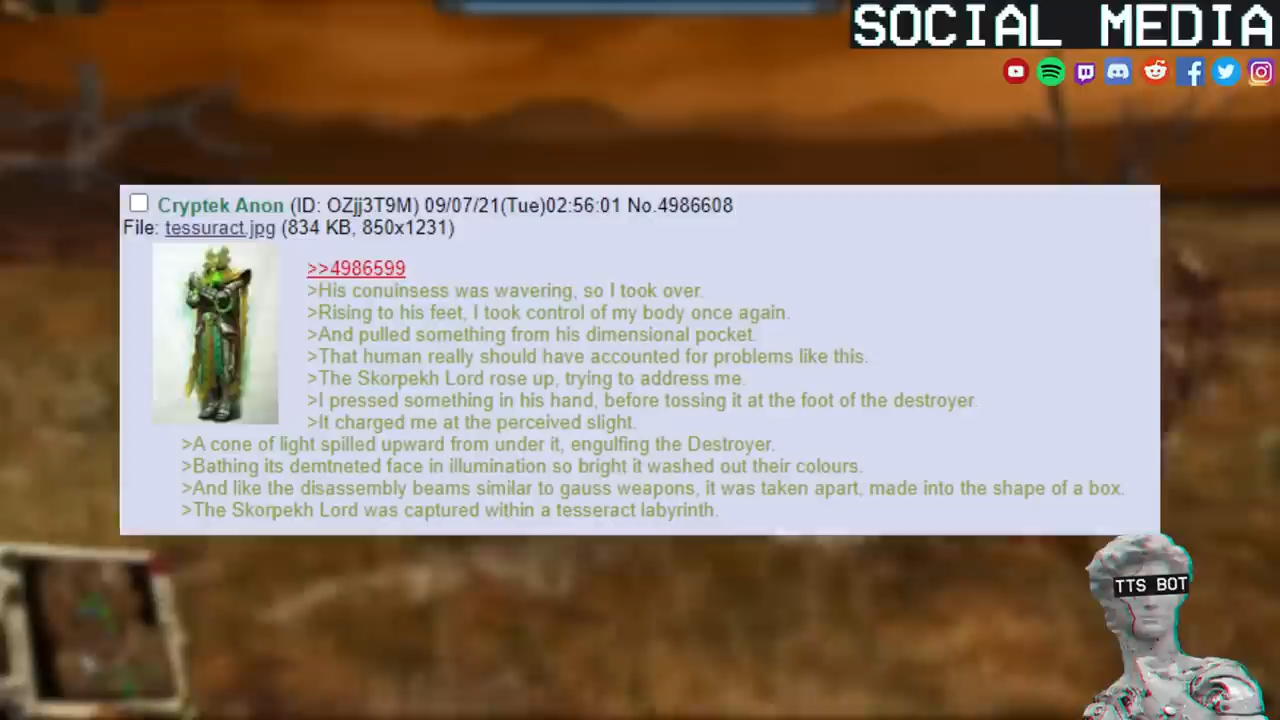 SOCIAL MEDIA
Cryptek Anon (ID: OZjj3T9M) 09/07/21(Tue)02:56:01 No.4986608
File: tessuract.jpg (834 KB, 850x1231)
>>4986599
>His conuinsess was wavering, so I took over.
>Rising to his feet, I took control of my body once again.
>And pulled something from his dimensional pocket.
>That human really should have accounted for problems like this.
>The Skorpekh Lord rose up, trying to address me.
>I pressed something in his hand, before tossing it at the foot of the destroyer.
>It charged me at the perceived slight.
>A cone of light spilled upward from under it, engulfing the Destroyer.
>Bathing its demtneted face in illumination so bright it washed out their colours.
>And like the disassembly beams similar to gauss weapons, it was taken apart, made into the shape of a box.
>The Skorpekh Lord was captured within a tesseract labyrinth.
TTS BOT